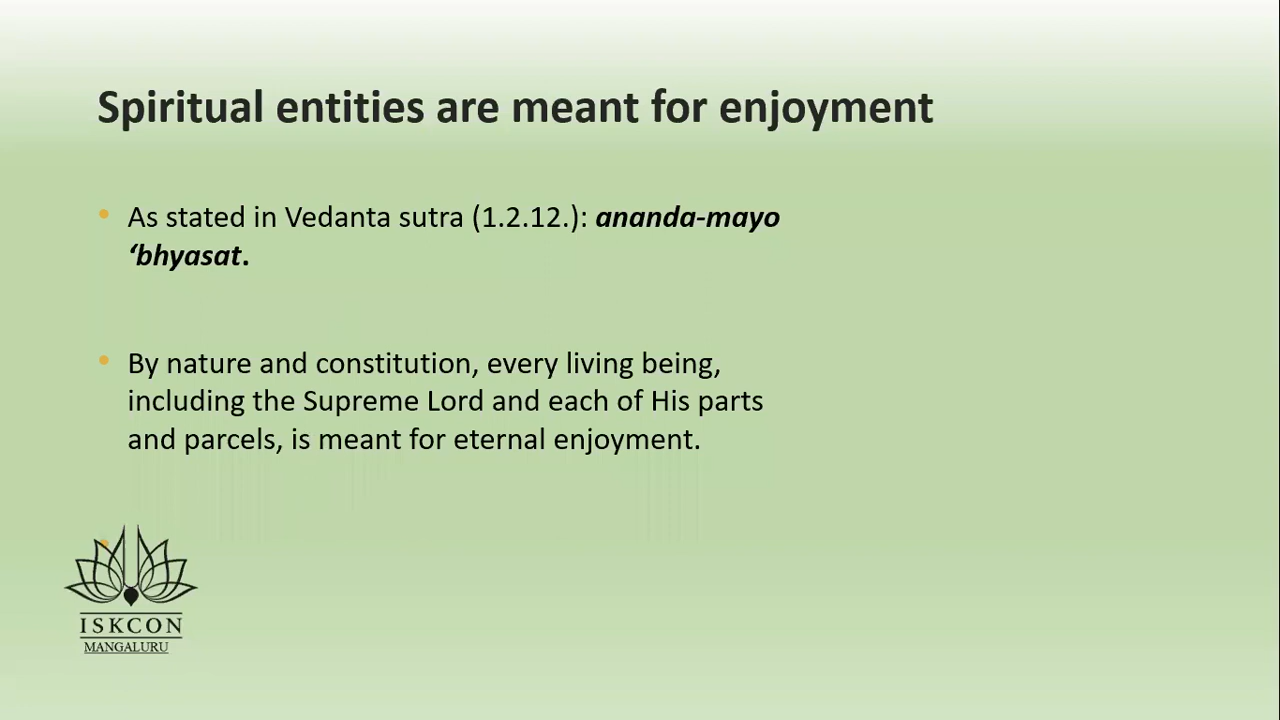 Spiritual entities are meant for enjoyment
• As stated in Vedanta sutra (1.2.12.): ananda-mayo
‘bhyasat.
• By nature and constitution, every living being,
including the Supreme Lord and each of His parts
and parcels, is meant for eternal enjoyment.
ISKCON
MANGALURU